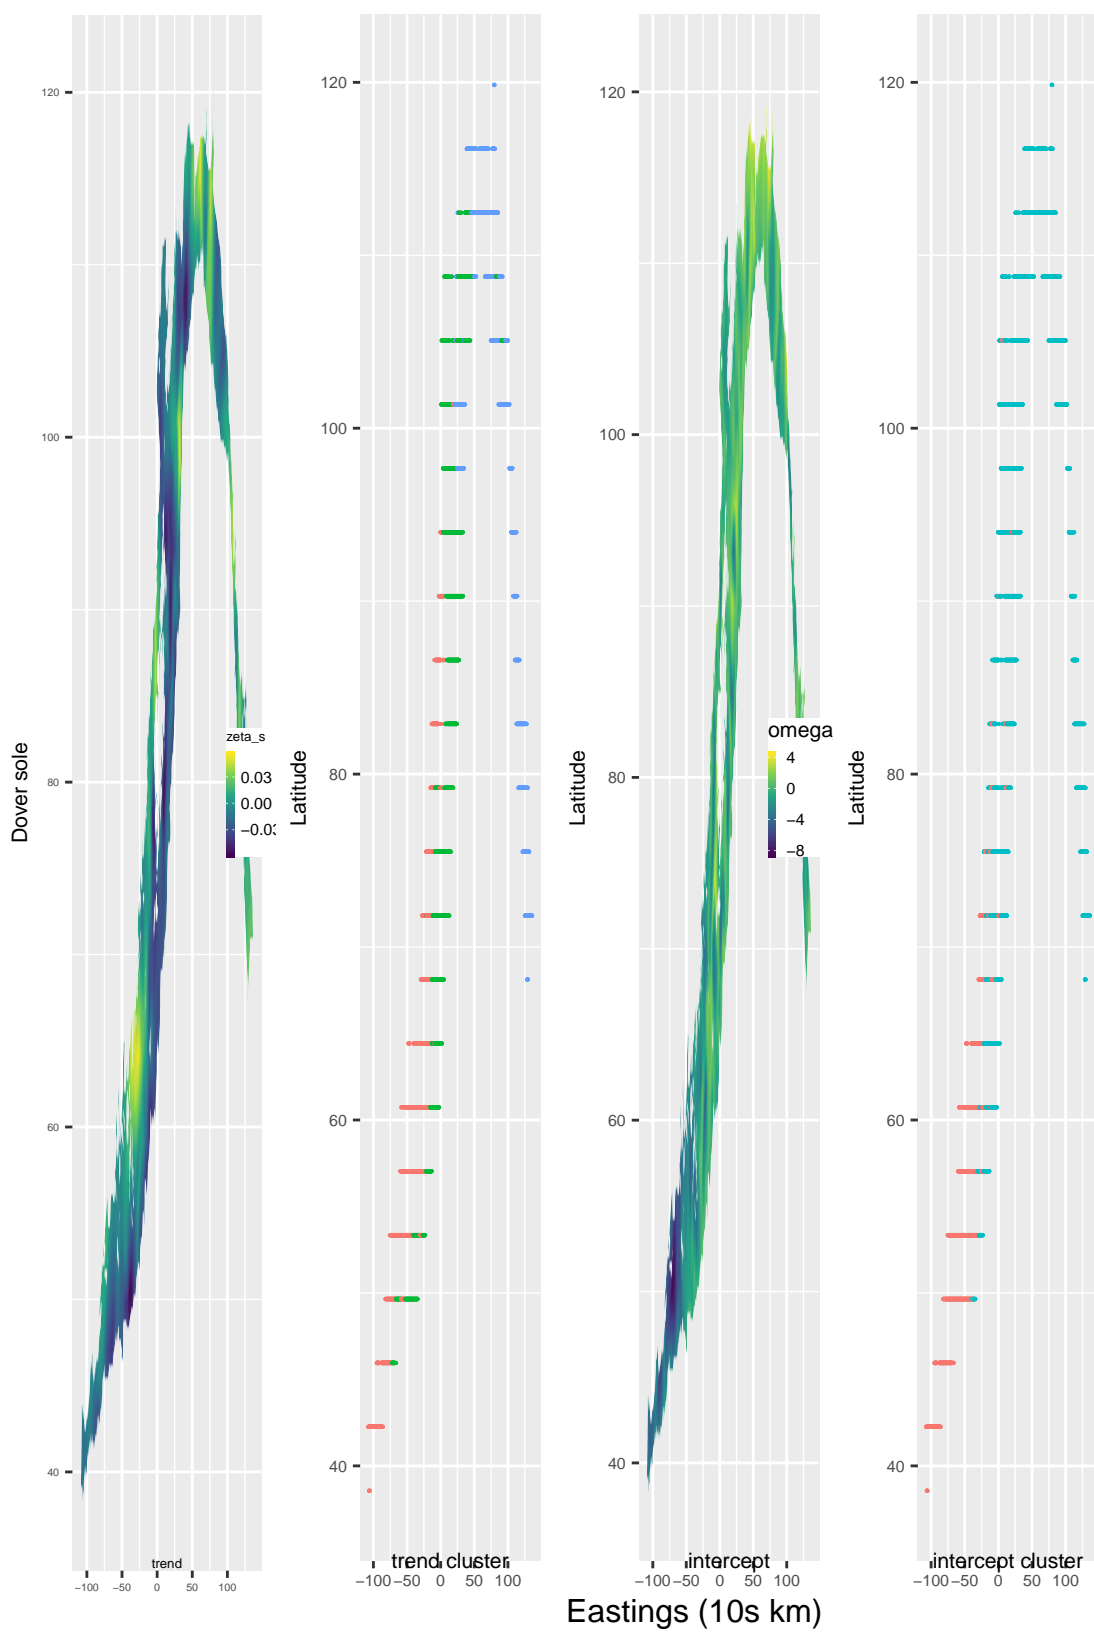 Dover sole
120
100
80
60
40
zeta_s
0.03
0.00
−0.03
trend
−100 −50 0 50 100
Latitude
120
100
80
60
40
trend cluster
−100 −50 0 50 100
Latitude
120
100
80
60
40
omega
4
0
−4
−8
intercept
−100 −50 0 50 100
Latitude
120
100
80
60
40
intercept cluster
−100 −50 0 50 100
Eastings (10s km)